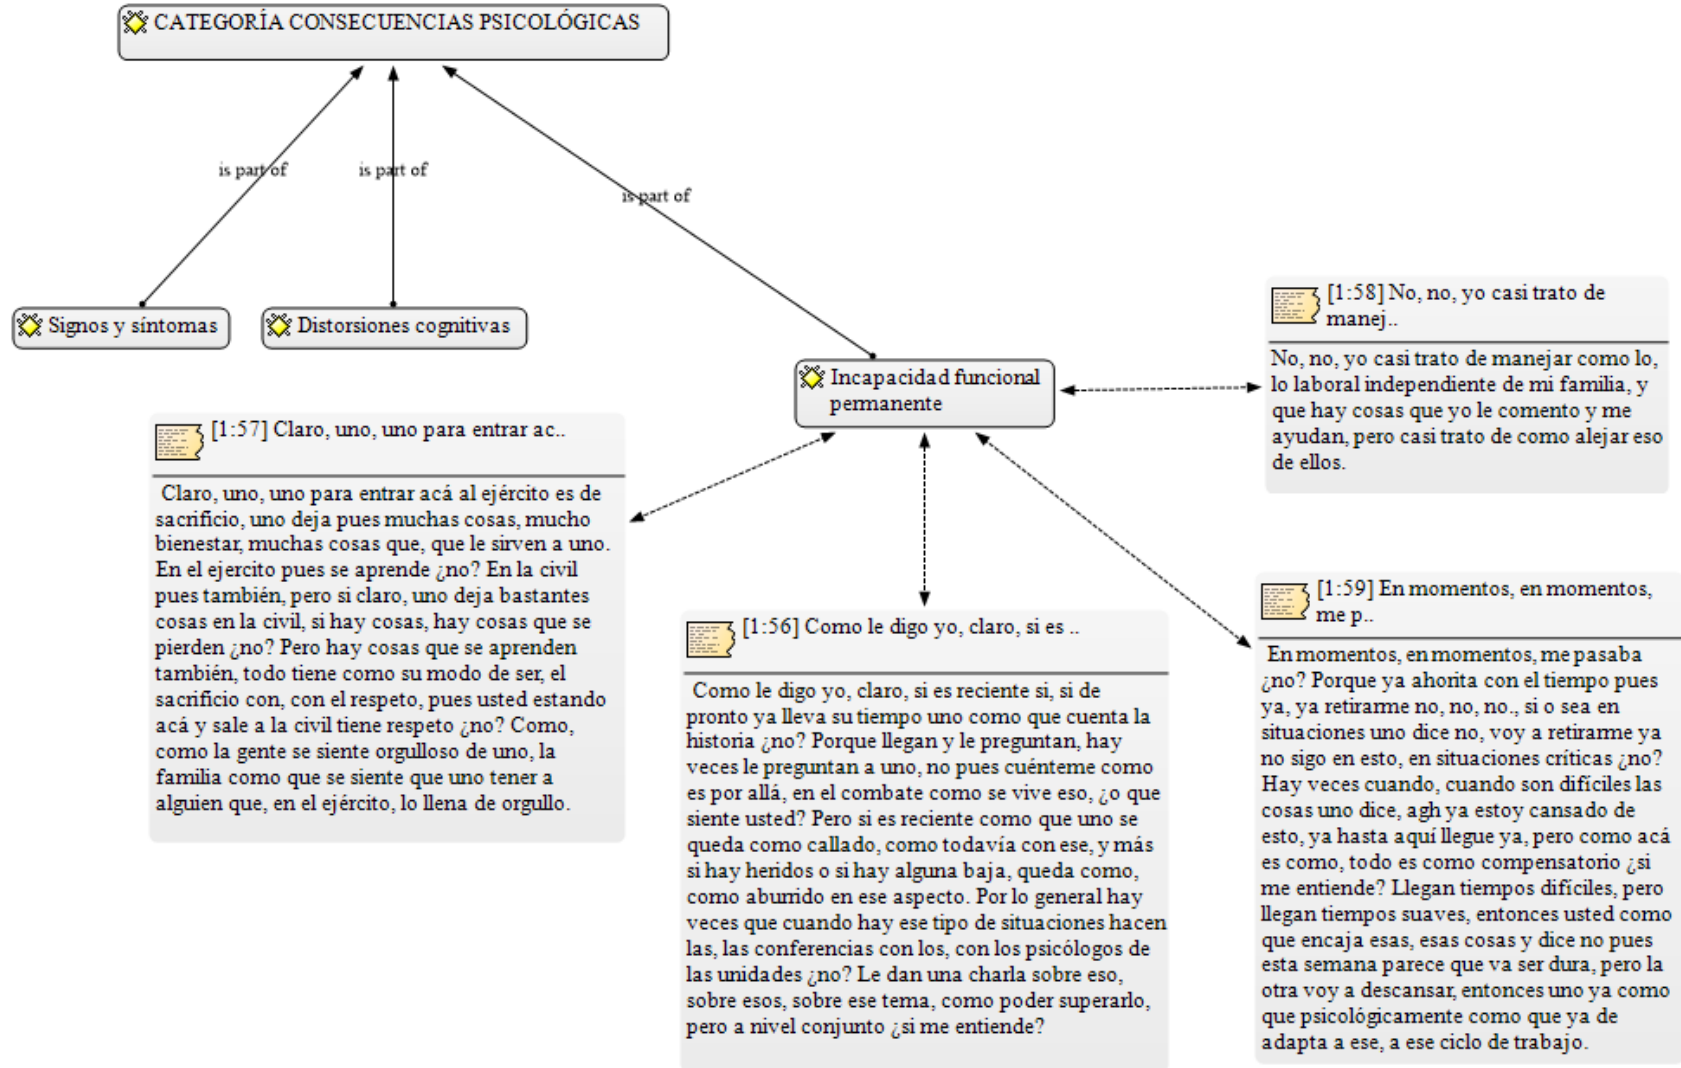 CATEGORÍA CONSECUENCIAS PSICOLÓGICAS
is part of
is part of
is part of
Signos y síntomas
Distorsiones cognitivas
Incapacidad funcional
permanente
[1:58] No, no, yo casi trato de
manej..
No, no, yo casi trato de manejar como lo,
lo laboral independiente de mi familia, y
que hay cosas que yo le comento y me
ayudan, pero casi trato de como alejar eso
de ellos.
[1:57] Claro, uno, uno para entrar ac..
Claro, uno, uno para entrar acá al ejército es de
sacrificio, uno deja pues muchas cosas, mucho
bienestar, muchas cosas que, que le sirven a uno.
En el ejercito pues se aprende ¿no? En la civil
pues también, pero si claro, uno deja bastantes
cosas en la civil, si hay cosas, hay cosas que se
pierden ¿no? Pero hay cosas que se aprenden
también, todo tiene como su modo de ser, el
sacrificio con, con el respeto, pues usted estando
acá y sale a la civil tiene respeto ¿no? Como,
como la gente se siente orgulloso de uno, la
familia como que se siente que uno tener a
alguien que, en el ejército, lo llena de orgullo.
[1:56] Como le digo yo, claro, si es ..
Como le digo yo, claro, si es reciente si, si de
pronto ya lleva su tiempo uno como que cuenta la
historia ¿no? Porque llegan y le preguntan, hay
veces le preguntan a uno, no pues cuénteme como
es por allá, en el combate como se vive eso, ¿o que
siente usted? Pero si es reciente como que uno se
queda como callado, como todavía con ese, y más
si hay heridos o si hay alguna baja, queda como,
como aburrido en ese aspecto. Por lo general hay
veces que cuando hay ese tipo de situaciones hacen
las, las conferencias con los, con los psicólogos de
las unidades ¿no? Le dan una charla sobre eso,
sobre esos, sobre ese tema, como poder superarlo,
pero a nivel conjunto ¿si me entiende?
[1:59] En momentos, en momentos,
me p..
En momentos, en momentos, me pasaba
¿no? Porque ya ahorita con el tiempo pues
ya, ya retirarme no, no, no., si o sea en
situaciones uno dice no, voy a retirarme ya
no sigo en esto, en situaciones críticas ¿no?
Hay veces cuando, cuando son difíciles las
cosas uno dice, agh ya estoy cansado de
esto, ya hasta aquí llegue ya, pero como acá
es como, todo es como compensatorio ¿si
me entiende? Llegan tiempos difíciles, pero
llegan tiempos suaves, entonces usted como
que encaja esas, esas cosas y dice no pues
esta semana parece que va ser dura, pero la
otra voy a descansar, entonces uno ya como
que psicológicamente como que ya de
adapta a ese, a ese ciclo de trabajo.